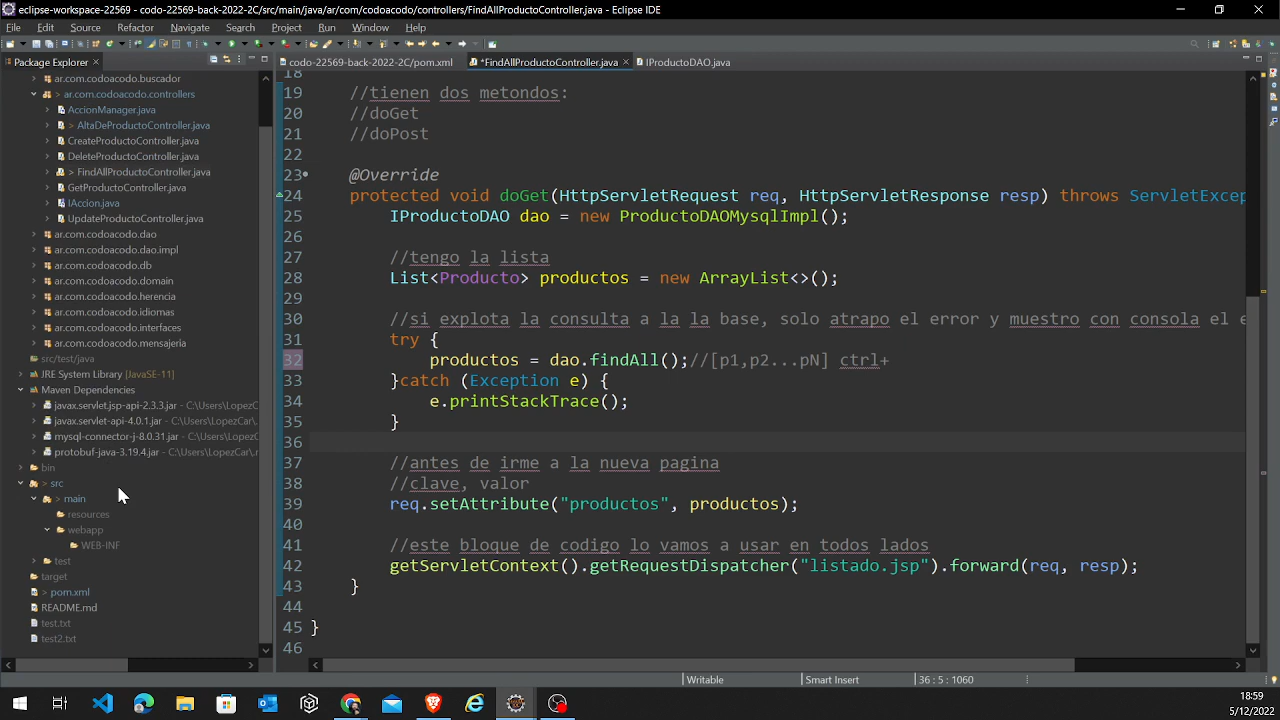 eclipse-workspace-22569 - codo-22569-back-2022-2C/src/main/java/ar/com/codoacodo/controllers/FindAllProductoController.java - Eclipse IDE
File Edit Source Refactor Navigate Search Project Run Window Help
Package Explorer
codo-22569-back-2022-2C/pom.xml
*FindAllProductoController.java
IProductoDAO.java
ar.com.codoacodo.buscador
> ar.com.codoacodo.controllers
AccionManager.java
> AltaDeProductoController.java
CreateProductoController.java
DeleteProductoController.java
> FindAllProductoController.java
GetProductoController.java
IAccion.java
UpdateProductoController.java
ar.com.codoacodo.dao
ar.com.codoacodo.dao.impl
ar.com.codoacodo.db
ar.com.codoacodo.domain
ar.com.codoacodo.herencia
ar.com.codoacodo.idiomas
ar.com.codoacodo.interfaces
ar.com.codoacodo.mensajeria
src/test/java
JRE System Library [JavaSE-11]
Maven Dependencies
javax.servlet.jsp-api-2.3.3.jar - C:\Users\LopezCa
javax.servlet-api-4.0.1.jar - C:\Users\LopezCar\.
mysql-connector-j-8.0.31.jar - C:\Users\LopezC
protobuf-java-3.19.4.jar - C:\Users\LopezCar\.r
bin
> src
> main
resources
webapp
WEB-INF
test
target
> pom.xml
README.md
test.txt
test2.txt
18
19 //tienen dos metondos:
20 //doGet
21 //doPost
22
23 @Override
24 protected void doGet(HttpServletRequest req, HttpServletResponse resp) throws ServletExcep
25 IProductoDAO dao = new ProductoDAOMysqlImpl();
26
27 //tengo la lista
28 List<Producto> productos = new ArrayList<>();
29
30 //si explota la consulta a la la base, solo atrapo el error y muestro con consola el e
31 try {
32 productos = dao.findAll();//[p1,p2...pN] ctrl+
33 }catch (Exception e) {
34 e.printStackTrace();
35 }
36
37 //antes de irme a la nueva pagina
38 //clave, valor
39 req.setAttribute("productos", productos);
40
41 //este bloque de codigo lo vamos a usar en todos lados
42 getServletContext().getRequestDispatcher("listado.jsp").forward(req, resp);
43 }
44
45 }
46
Writable
Smart Insert
36 : 5 : 1060
18:59
5/12/2022